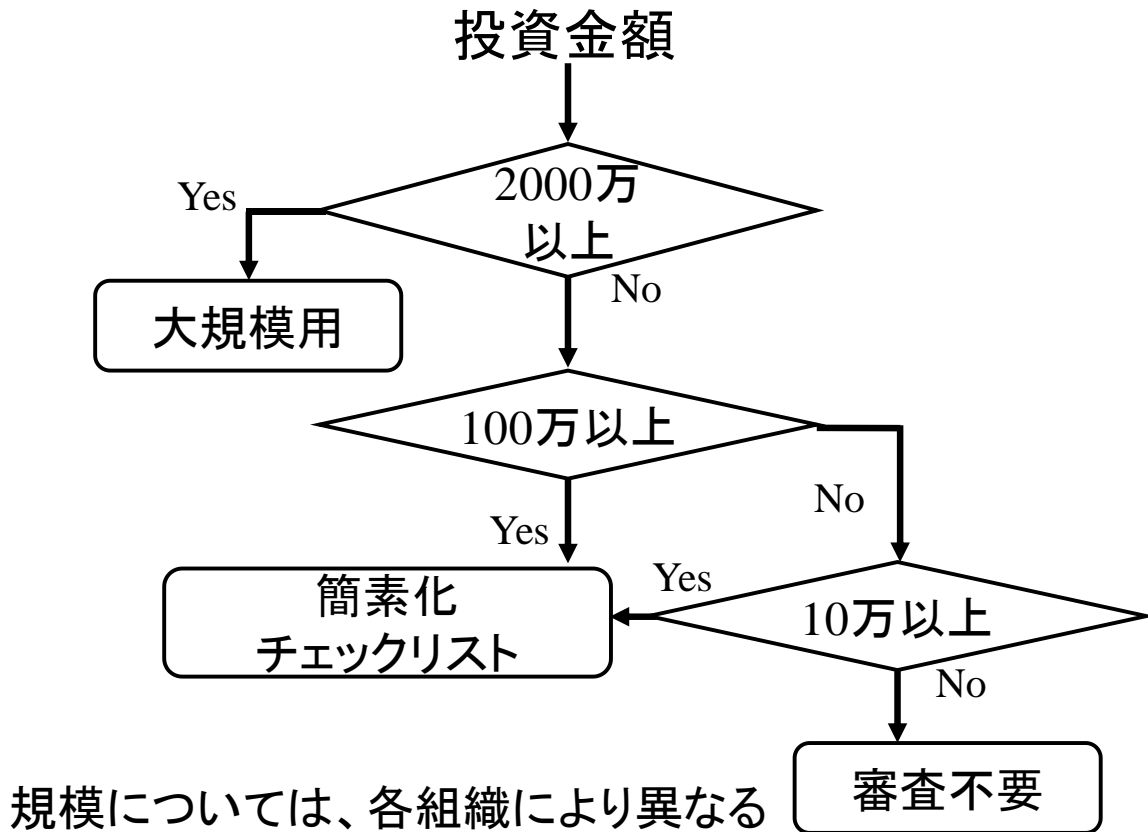 投資金額
2000万
以上
Yes
大規模用
No
100万以上
Yes
No
簡素化
チェックリスト
Yes
10万以上
No
審査不要
規模については、各組織により異なる